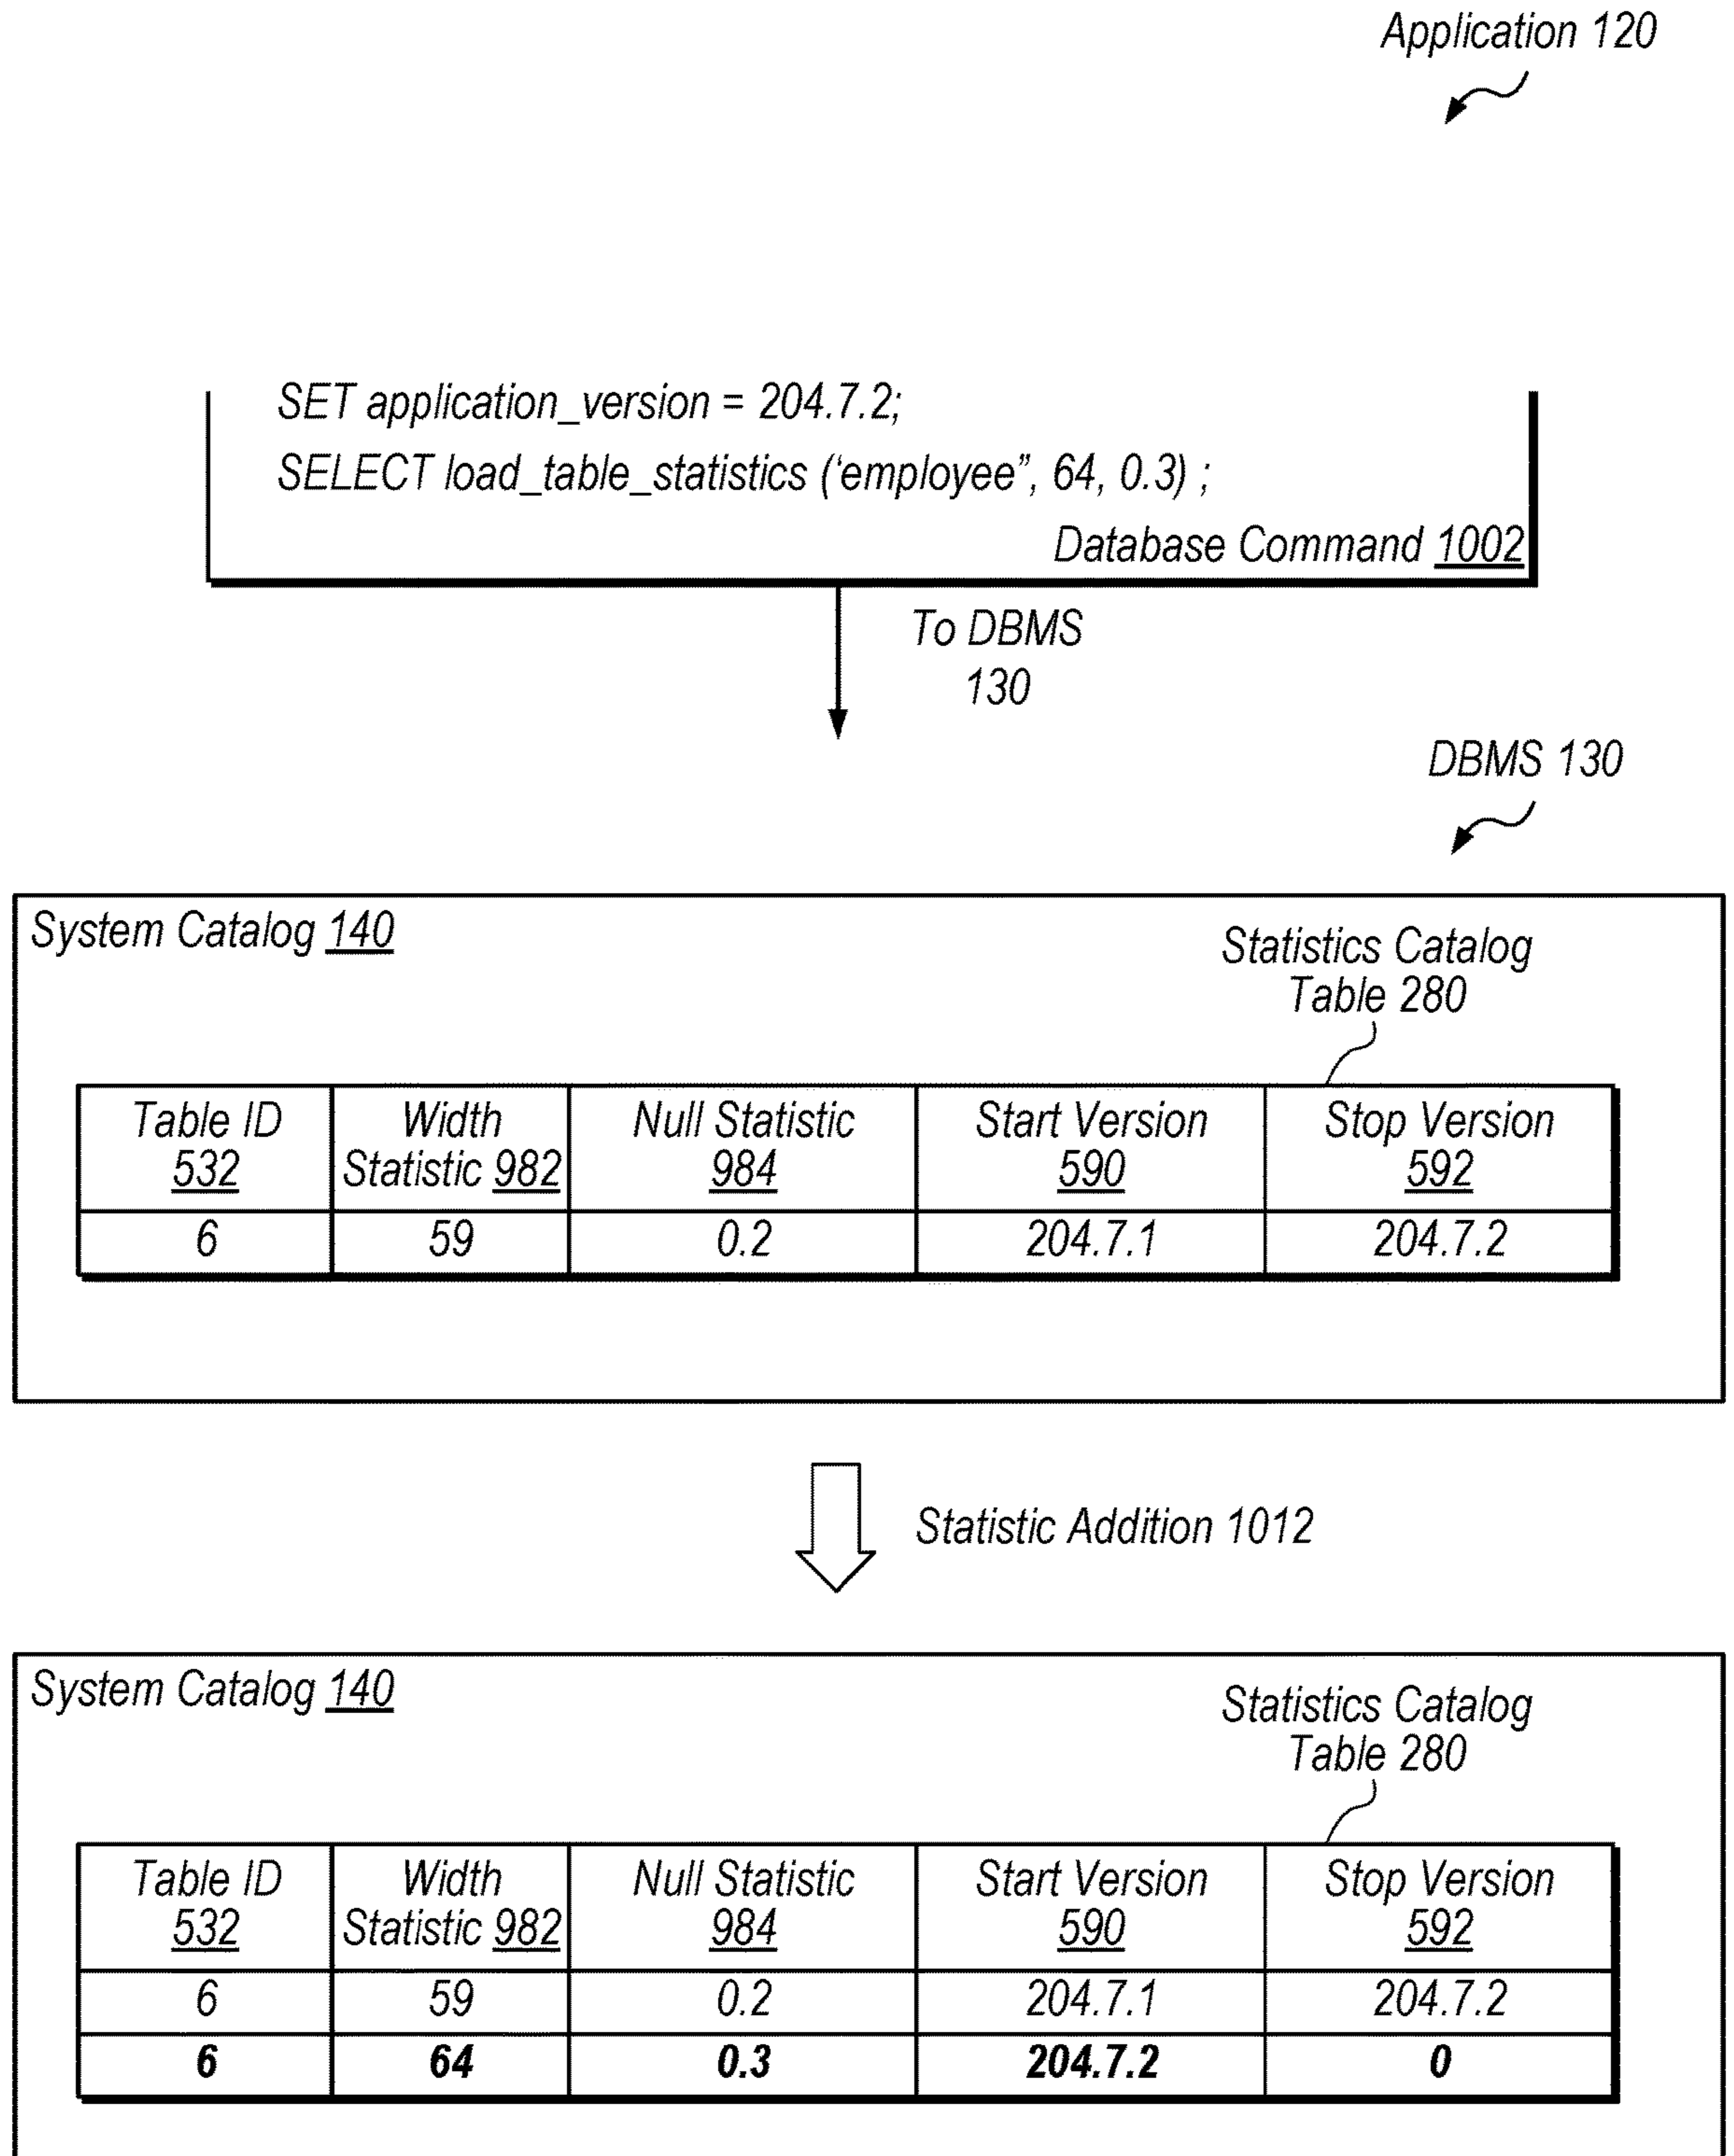 Application 120
SET application_version = 204.7.2;
SELECT load_table_statistics (‘employee”, 64, 0.3) ;
Database Command 1002
To DBMS
130
DBMS 130
System Catalog 140
Statistics Catalog
Table 280
Table ID
532
Width
Statistic 982
Null Statistic
984
Start Version
590
Stop Version
592
6 59 0.2 204.7.1 204.7.2
Statistic Addition 1012
System Catalog 140
Statistics Catalog
Table 280
Table ID
532
Width
Statistic 982
Null Statistic
984
Start Version
590
Stop Version
592
6 59 0.2 204.7.1 204.7.2
6 64 0.3 204.7.2 0